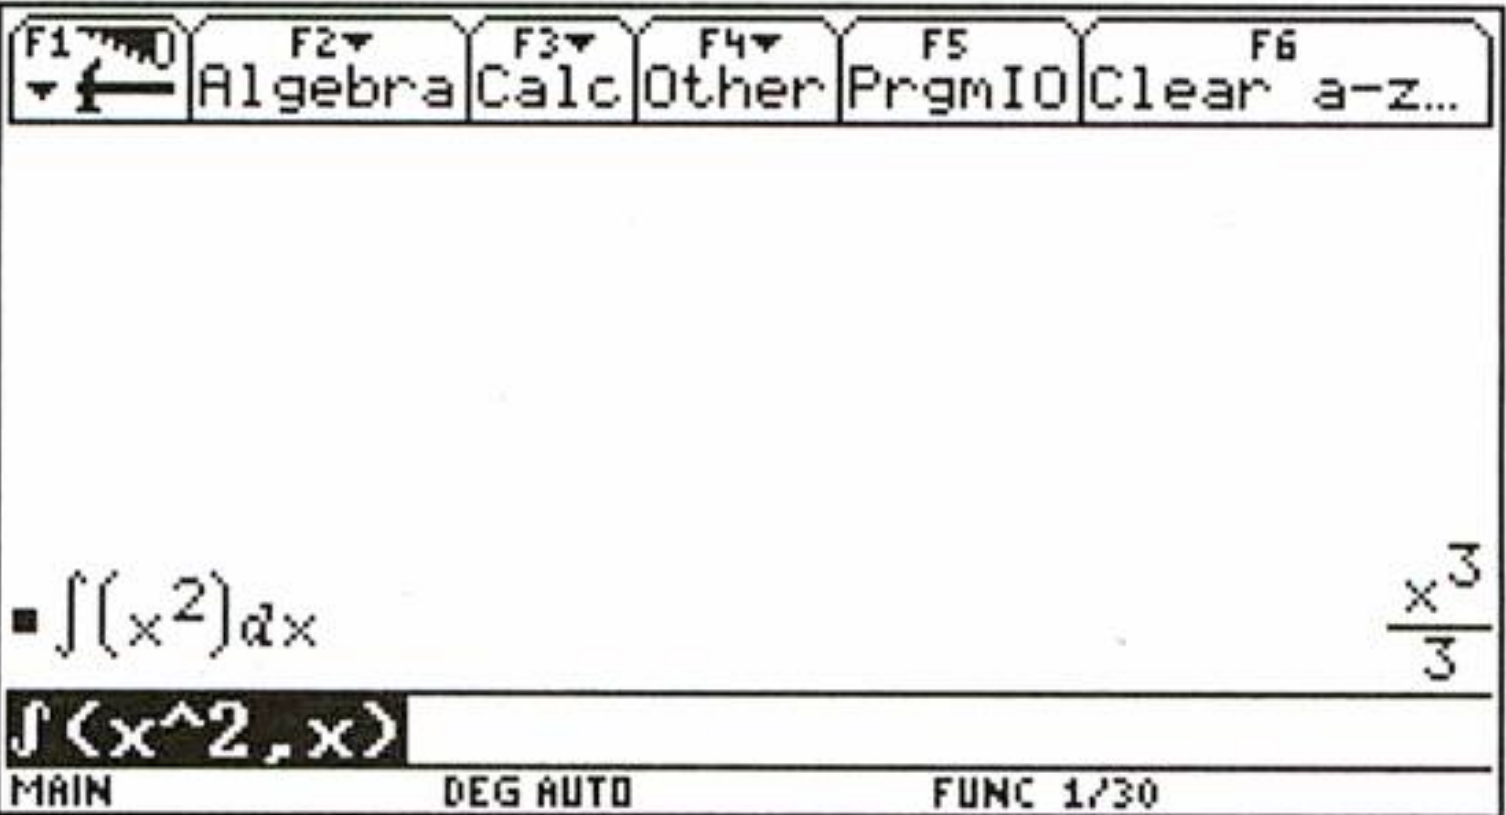 F1 F2▼ F3▼ F4▼ F5 F6
▼ Algebra Calc Other PrgmIO Clear a-z…
■ ∫(x²)dx x³/3
∫(x^2,x)
MAIN DEG AUTO FUNC 1/30